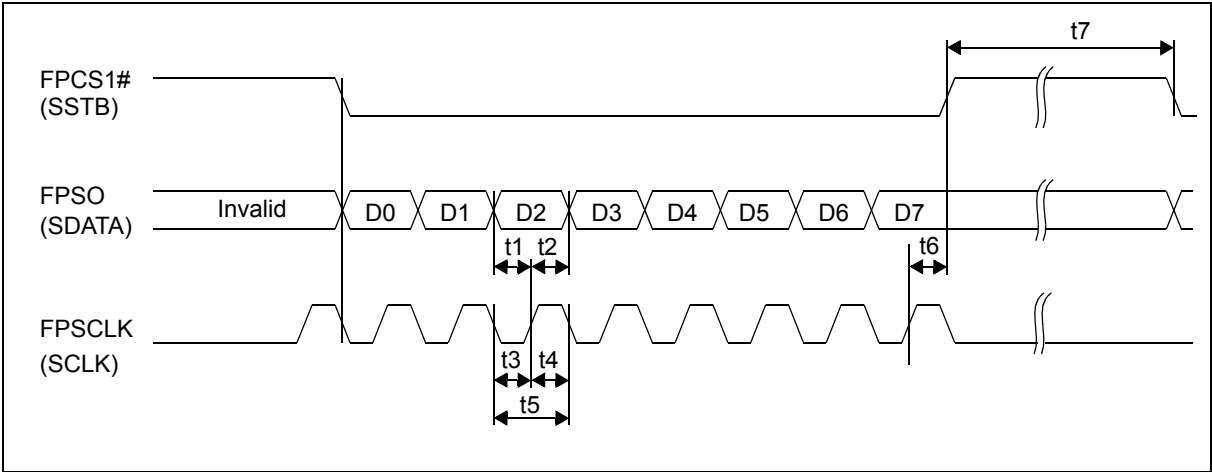 t7
FPCS1#
(SSTB)
FPSO
(SDATA)
Invalid D0 D1 D2 D3 D4 D5 D6 D7
t1 t2 t6
FPSCLK
(SCLK)
t3 t4
t5